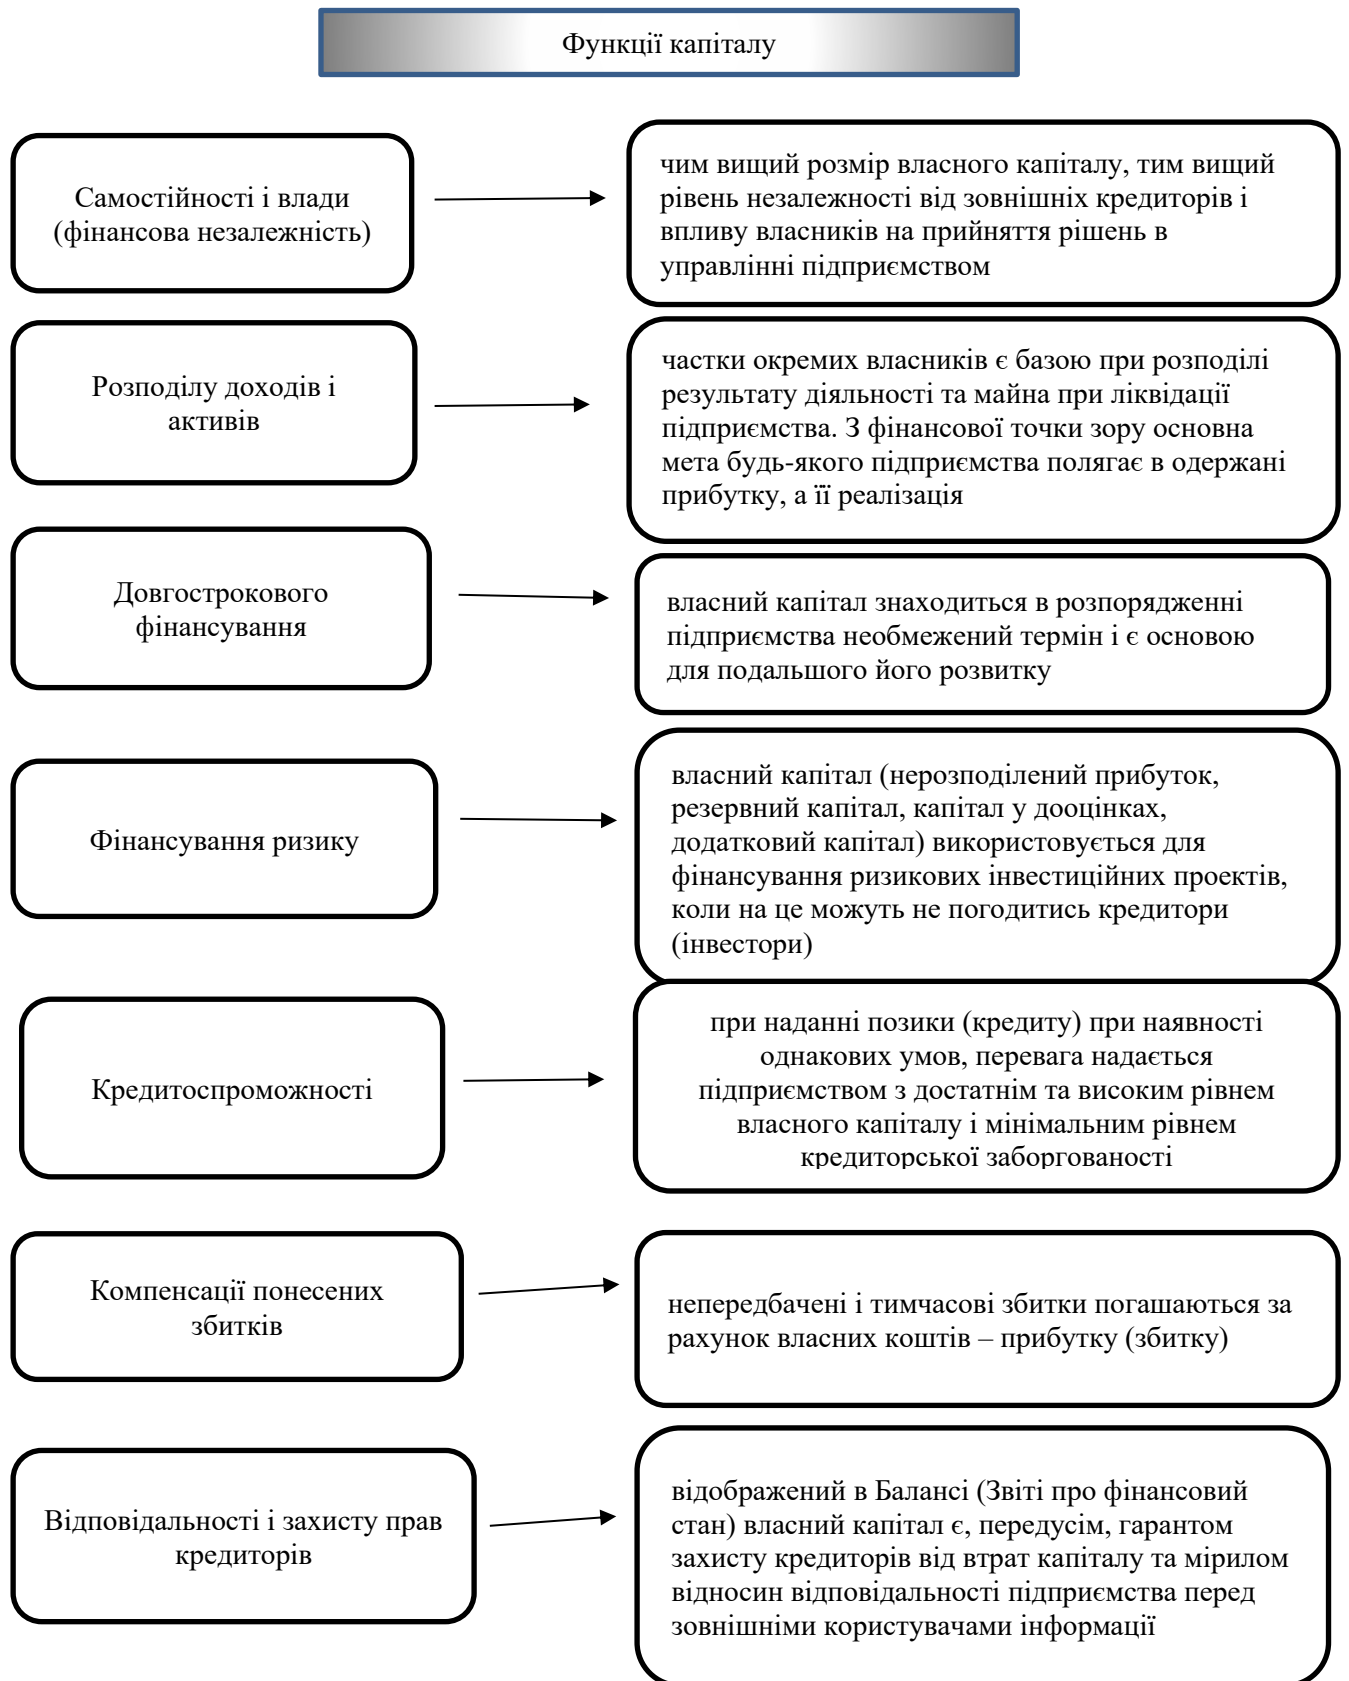 Функції капіталу
Самостійності і влади
(фінансова незалежність)
чим вищий розмір власного капіталу, тим вищий
рівень незалежності від зовнішніх кредиторів і
впливу власників на прийняття рішень в
управлінні підприємством
Розподілу доходів і
активів
частки окремих власників є базою при розподілі
результату діяльності та майна при ліквідації
підприємства. З фінансової точки зору основна
мета будь-якого підприємства полягає в одержані
прибутку, а її реалізація
Довгострокового
фінансування
власний капітал знаходиться в розпорядженні
підприємства необмежений термін і є основою
для подальшого його розвитку
Фінансування ризику
власний капітал (нерозподілений прибуток,
резервний капітал, капітал у дооцінках,
додатковий капітал) використовується для
фінансування ризикових інвестиційних проектів,
коли на це можуть не погодитись кредитори
(інвестори)
Кредитоспроможності
при наданні позики (кредиту) при наявності
однакових умов, перевага надається
підприємством з достатнім та високим рівнем
власного капіталу і мінімальним рівнем
кредиторської заборгованості
Компенсації понесених
збитків
непередбачені і тимчасові збитки погашаються за
рахунок власних коштів – прибутку (збитку)
Відповідальності і захисту прав
кредиторів
відображений в Балансі (Звіті про фінансовий
стан) власний капітал є, передусім, гарантом
захисту кредиторів від втрат капіталу та мірилом
відносин відповідальності підприємства перед
зовнішніми користувачами інформації